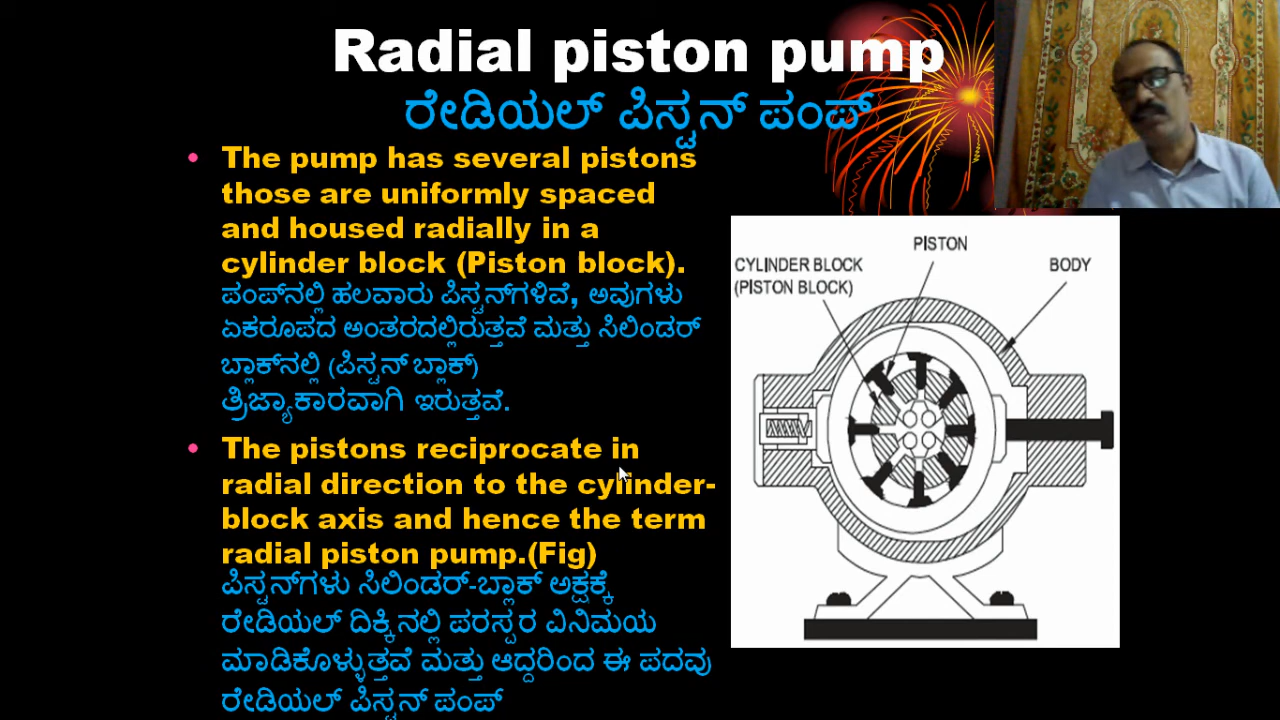 Radial piston pump
ರೇಡಿಯಲ್ ಪಿಸ್ಟನ್ ಪಂಪ್
• The pump has several pistons
those are uniformly spaced
and housed radially in a
cylinder block (Piston block).
ಪಂಪ್‌ನಲ್ಲಿ ಹಲವಾರು ಪಿಸ್ಟನ್‌ಗಳಿವೆ, ಅವುಗಳು
ಏಕರೂಪದ ಅಂತರದಲ್ಲಿರುತ್ತವೆ ಮತ್ತು ಸಿಲಿಂಡರ್
ಬ್ಲಾಕ್‌ನಲ್ಲಿ (ಪಿಸ್ಟನ್ ಬ್ಲಾಕ್)
ತ್ರಿಜ್ಯಾಕಾರವಾಗಿ ಇರುತ್ತವೆ.
• The pistons reciprocate in
radial direction to the cylinder-
block axis and hence the term
radial piston pump.(Fig)
ಪಿಸ್ಟನ್‌ಗಳು ಸಿಲಿಂಡರ್-ಬ್ಲಾಕ್ ಅಕ್ಷಕ್ಕೆ
ರೇಡಿಯಲ್ ದಿಕ್ಕಿನಲ್ಲಿ ಪರಸ್ಪರ ವಿನಿಮಯ
ಮಾಡಿಕೊಳ್ಳುತ್ತವೆ ಮತ್ತು ಆದ್ದರಿಂದ ಈ ಪದವು
ರೇಡಿಯಲ್ ಪಿಸ್ಟನ್ ಪಂಪ್
PISTON
CYLINDER BLOCK
(PISTON BLOCK)
BODY